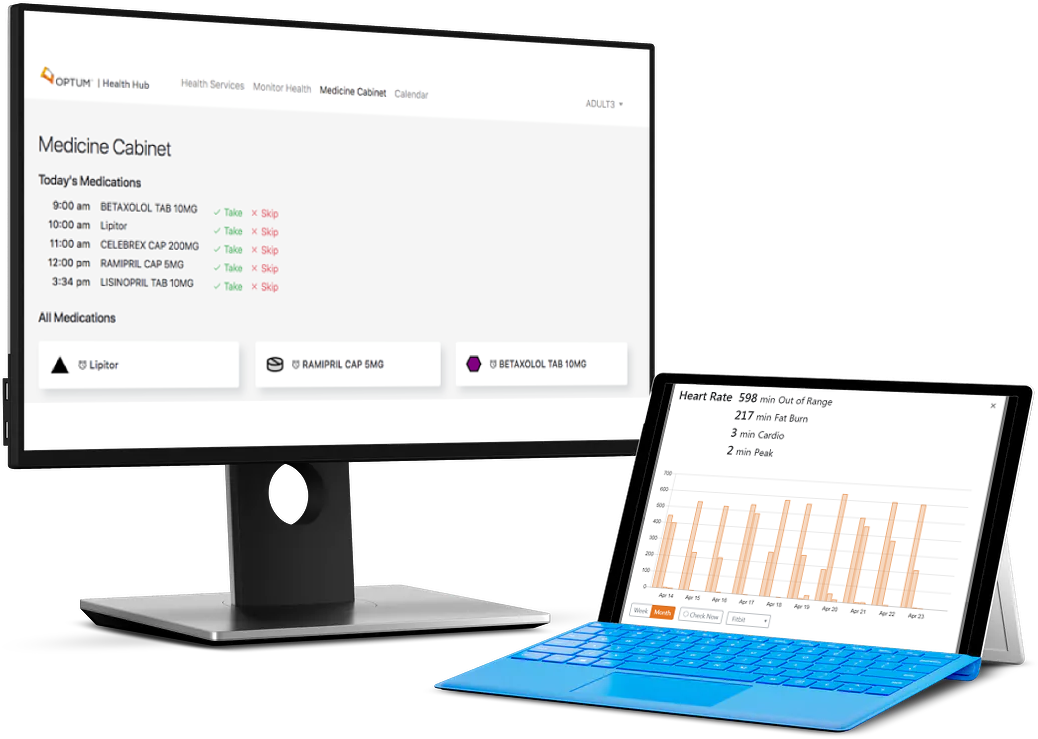 OPTUM™ | Health Hub Health Services Monitor Health Medicine Cabinet Calendar ADULT3
Medicine Cabinet
Today's Medications
9:00 am BETAXOLOL TAB 10MG Take Skip
10:00 am Lipitor Take Skip
11:00 am CELEBREX CAP 200MG Take Skip
12:00 pm RAMIPRIL CAP 5MG Take Skip
3:34 pm LISINOPRIL TAB 10MG Take Skip
All Medications
Lipitor RAMIPRIL CAP 5MG BETAXOLOL TAB 10MG
Heart Rate 598 min Out of Range
217 min Fat Burn
3 min Cardio
2 min Peak
700
600
500
400
300
200
100
0
Apr 14 Apr 15 Apr 16 Apr 17 Apr 18 Apr 19 Apr 20 Apr 21 Apr 22 Apr 23
Week Month Check Now Fitbit